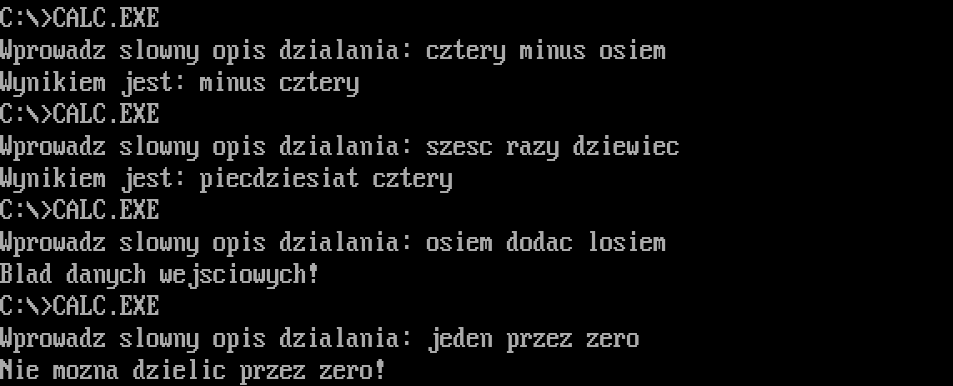 C:\>CALC.EXE
Wprowadz slowny opis dzialania: cztery minus osiem
Wynikiem jest: minus cztery
C:\>CALC.EXE
Wprowadz slowny opis dzialania: szesc razy dziewiec
Wynikiem jest: piecdziesiat cztery
C:\>CALC.EXE
Wprowadz slowny opis dzialania: osiem dodac losiem
Blad danych wejsciowych!
C:\>CALC.EXE
Wprowadz slowny opis dzialania: jeden przez zero
Nie mozna dzielic przez zero!